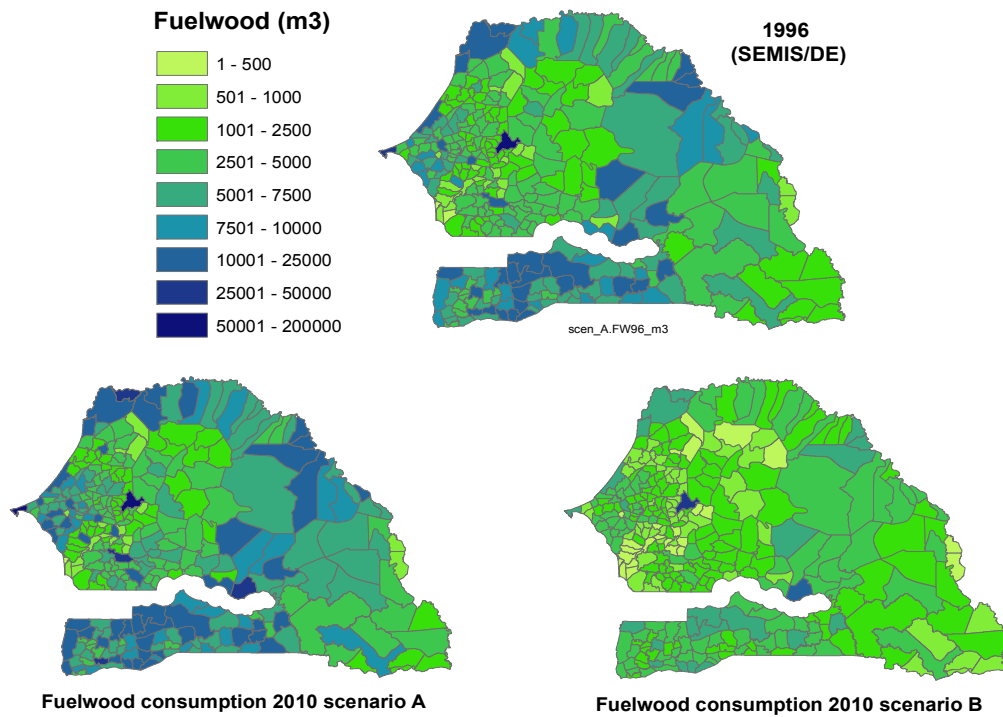 Fuelwood (m3)
1 - 500
501 - 1000
1001 - 2500
2501 - 5000
5001 - 7500
7501 - 10000
10001 - 25000
25001 - 50000
50001 - 200000
1996
(SEMIS/DE)
scen_A.FW96_m3
Fuelwood consumption 2010 scenario A
Fuelwood consumption 2010 scenario B